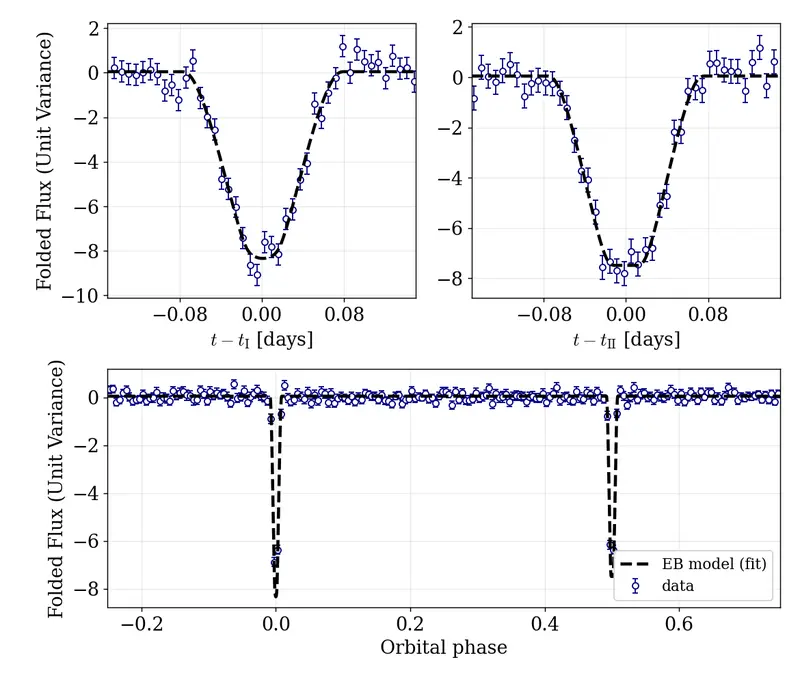 2
0
−2
−4
−6
−8
−10
Folded Flux (Unit Variance)
−0.08 0.00 0.08
t − t_I [days]
2
0
−2
−4
−6
−8
−0.08 0.00 0.08
t − t_II [days]
0
−2
−4
−6
−8
Folded Flux (Unit Variance)
EB model (fit)
data
−0.2 0.0 0.2 0.4 0.6
Orbital phase